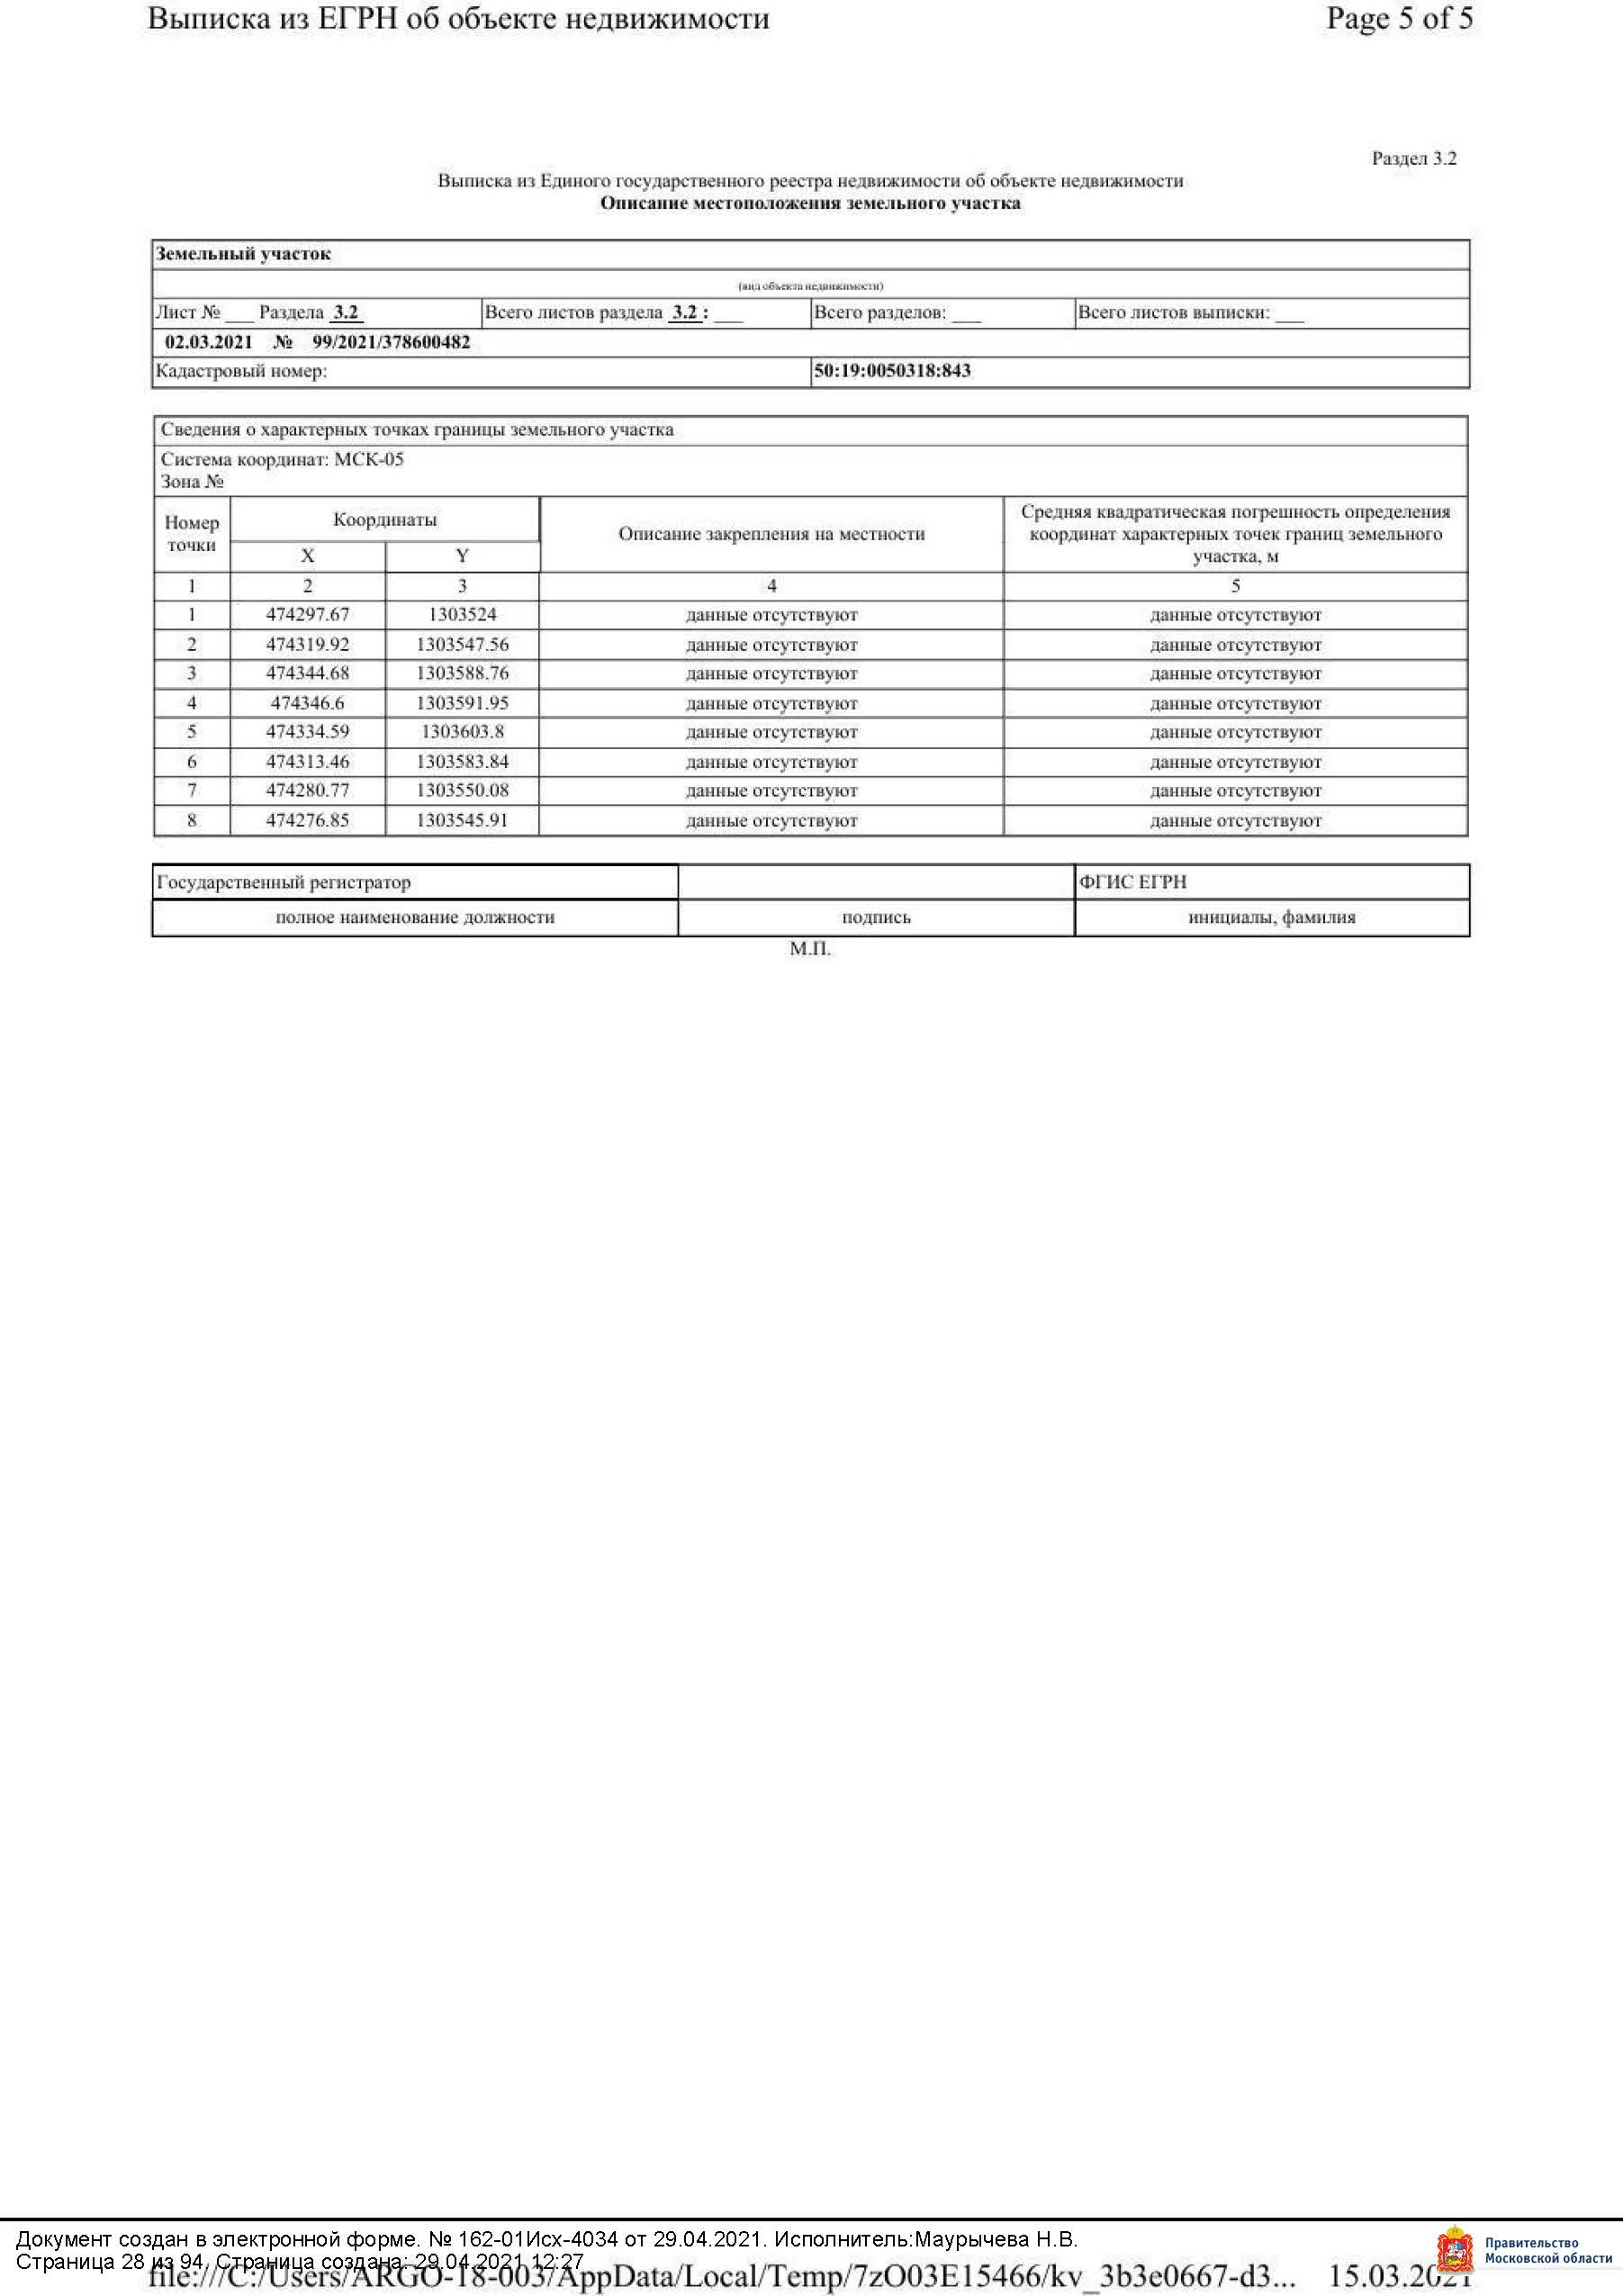 Выписка из ЕГРН об объекте недвижимости Page 5 of 5
Раздел 3.2
Выписка из Единого государственного реестра недвижимости об объекте недвижимости
Описание местоположения земельного участка
Земельный участок
(вид объекта недвижимости)
Лист № ___ Раздела 3.2 Всего листов раздела 3.2 : ___ Всего разделов: ___ Всего листов выписки: ___
02.03.2021 № 99/2021/378600482
Кадастровый номер: 50:19:0050318:843
Сведения о характерных точках границы земельного участка
Система координат: МСК-05
Зона №
Номер точки Координаты Описание закрепления на местности Средняя квадратическая погрешность определения координат характерных точек границ земельного участка, м
X Y
1 2 3 4 5
1 474297.67 1303524 данные отсутствуют данные отсутствуют
2 474319.92 1303547.56 данные отсутствуют данные отсутствуют
3 474344.68 1303588.76 данные отсутствуют данные отсутствуют
4 474346.6 1303591.95 данные отсутствуют данные отсутствуют
5 474334.59 1303603.8 данные отсутствуют данные отсутствуют
6 474313.46 1303583.84 данные отсутствуют данные отсутствуют
7 474280.77 1303550.08 данные отсутствуют данные отсутствуют
8 474276.85 1303545.91 данные отсутствуют данные отсутствуют
Государственный регистратор ФГИС ЕГРН
полное наименование должности подпись инициалы, фамилия
М.П.
Документ создан в электронной форме. № 162-01Исх-4034 от 29.04.2021. Исполнитель:Маурычева Н.В.
Страница 28 из 94. Страница создана: 29.04.2021 12:27
Правительство
Московской области
file:///C:/Users/ARGO-18-003/AppData/Local/Temp/7zO03E15466/kv_3b3e0667-d3... 15.03.2021